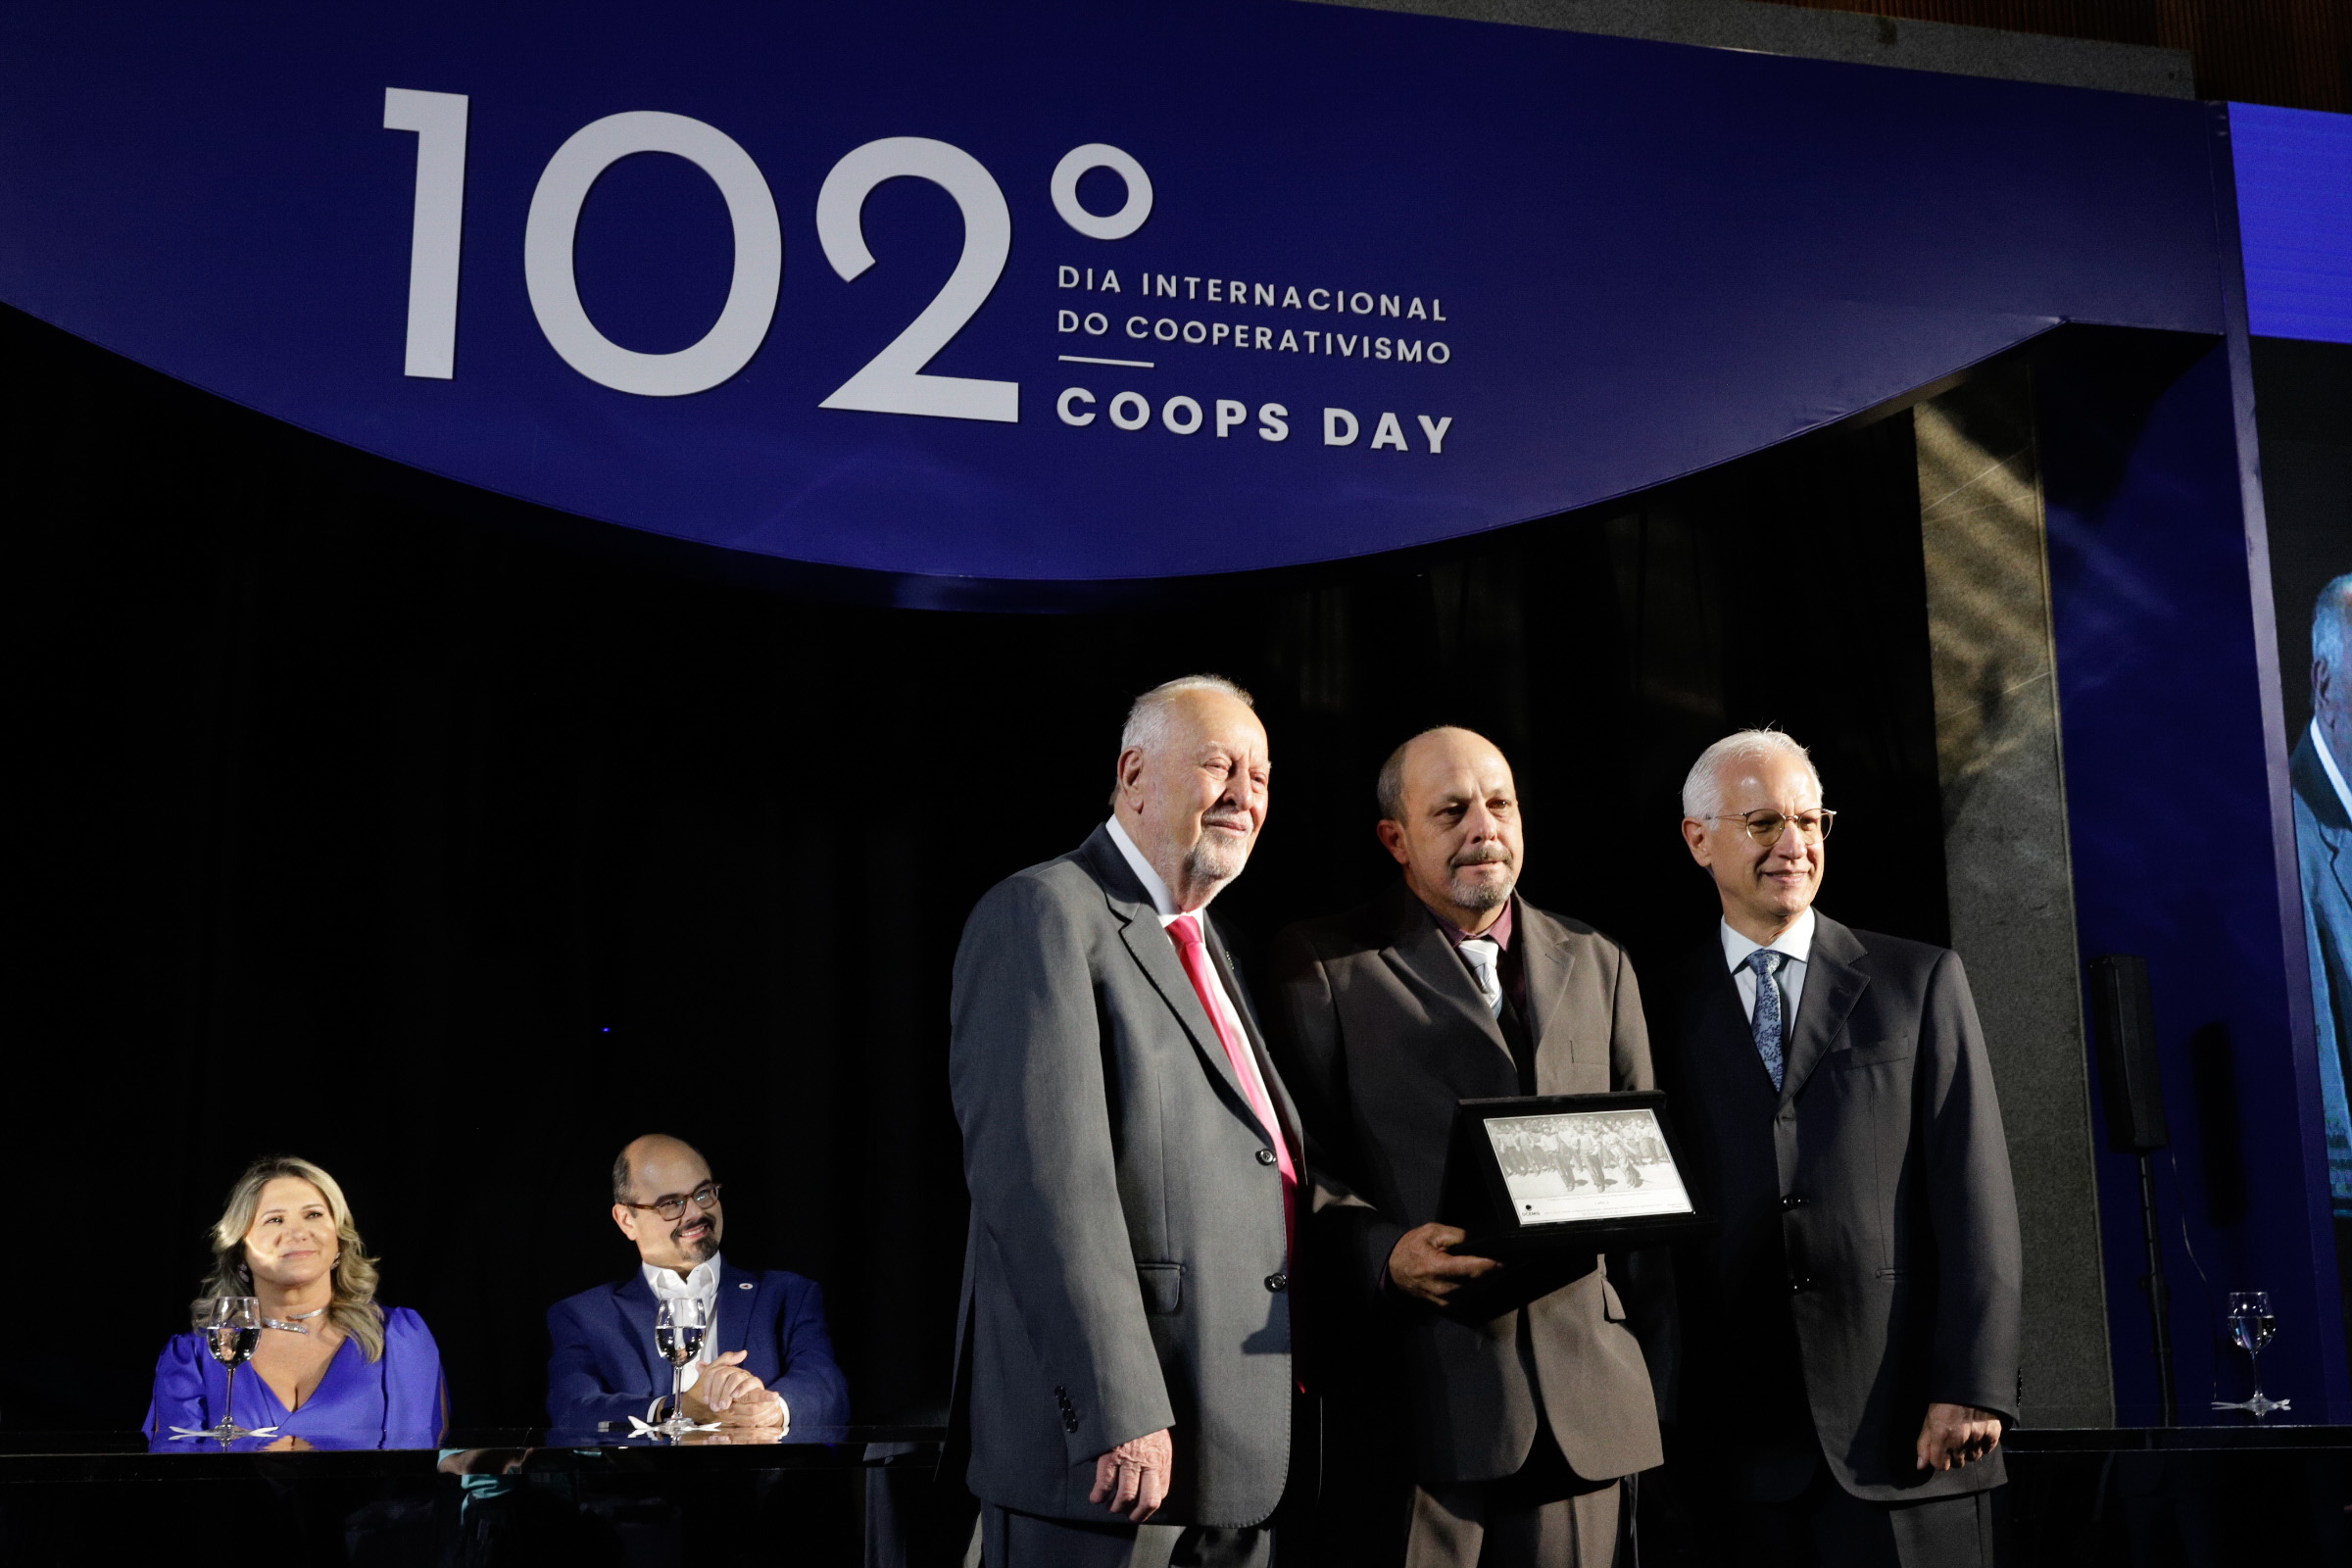 102º
DIA INTERNACIONAL
DO COOPERATIVISMO
COOPS DAY